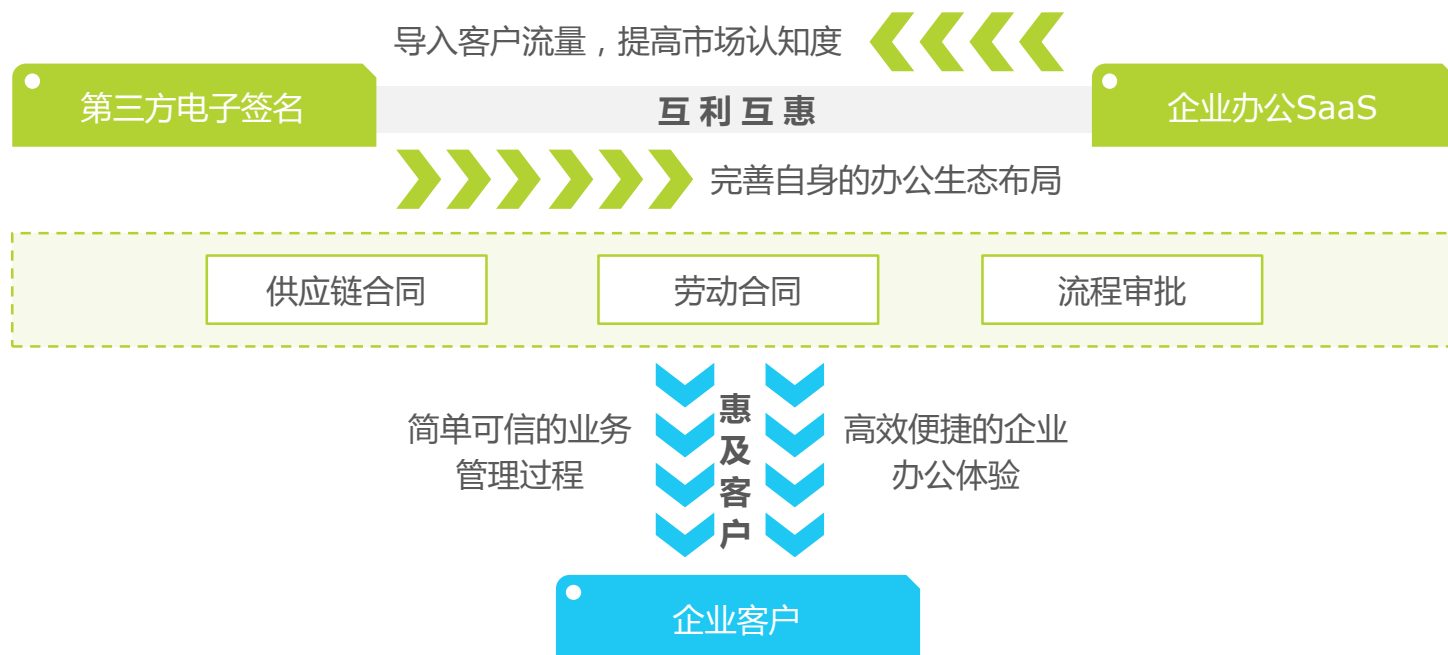 导入客户流量，提高市场认知度
第三方电子签名
互利互惠
企业办公SaaS
完善自身的办公生态布局
供应链合同
劳动合同
流程审批
简单可信的业务
管理过程
惠及客户
高效便捷的企业
办公体验
企业客户